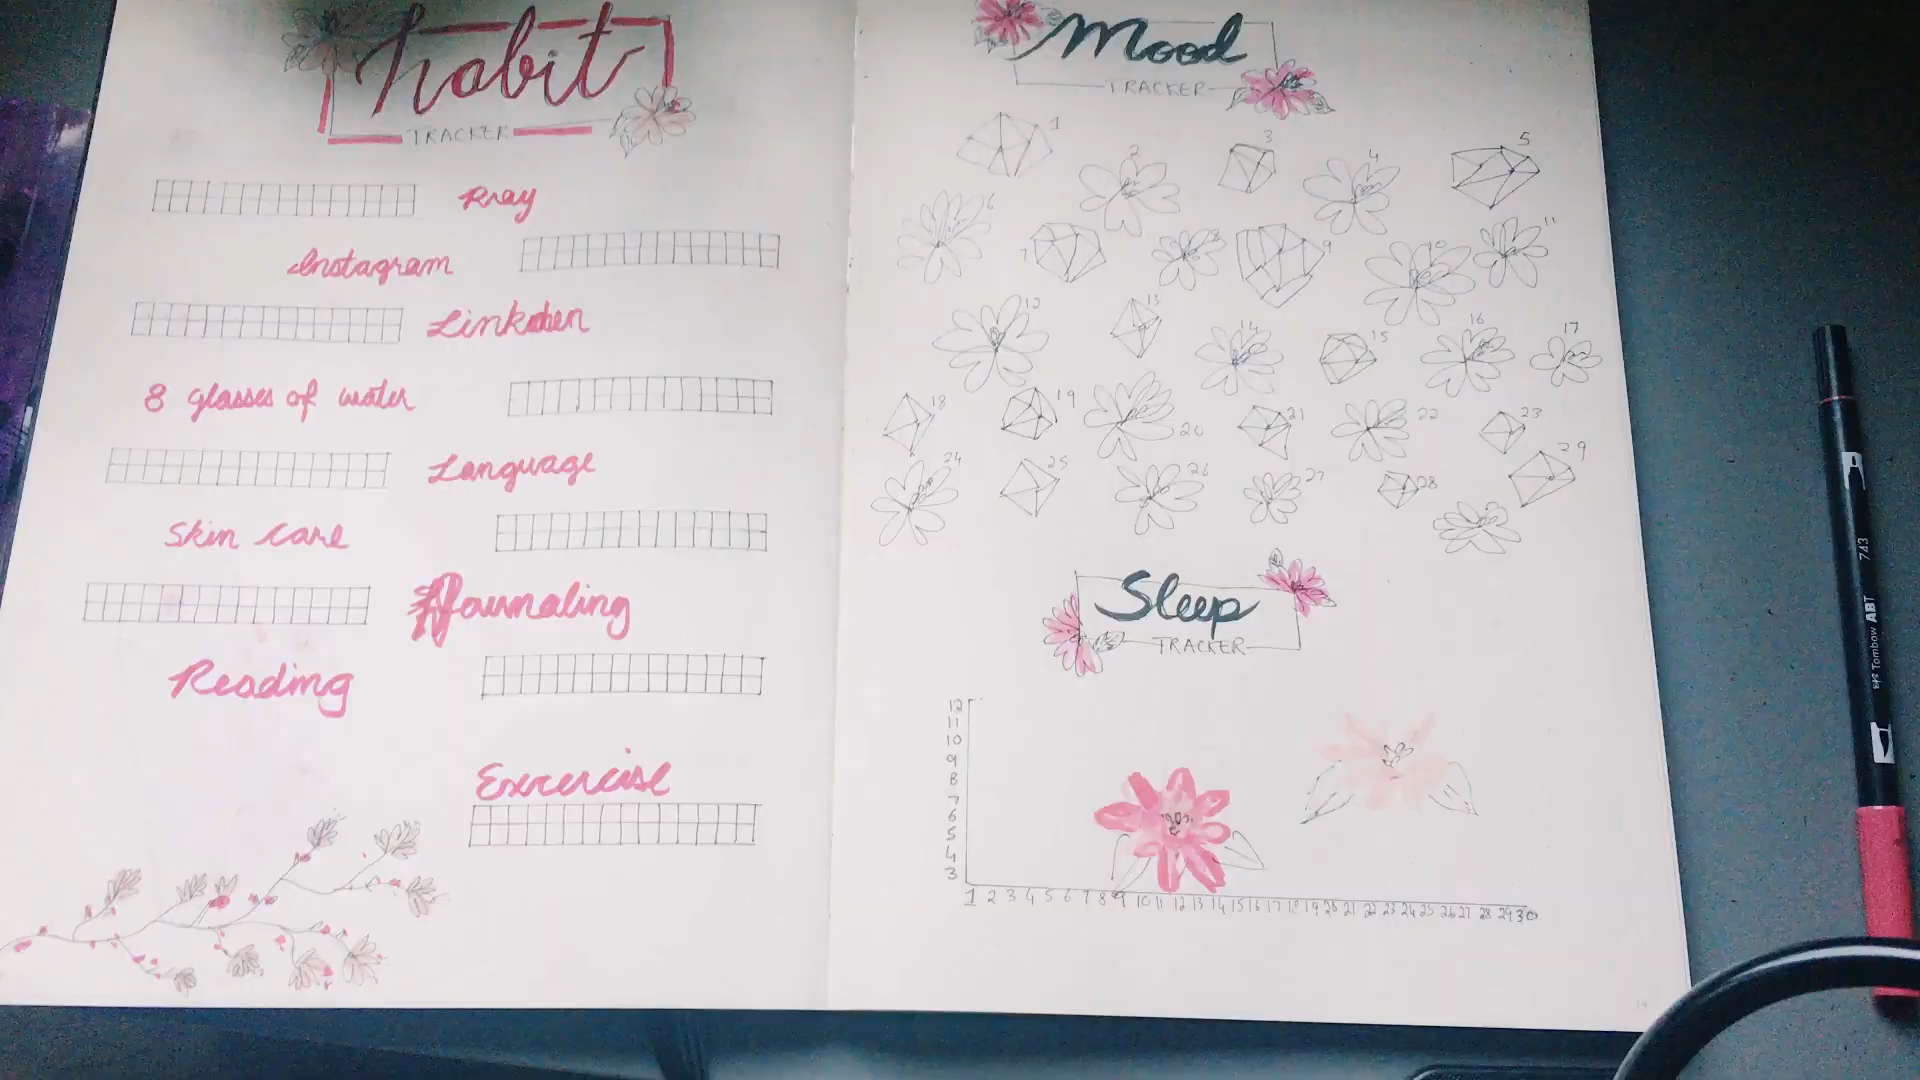 habit
TRACKER
Pray
Instagram
Linkden
8 glasses of water
Language
Skin care
Journaling
Reading
Exrcercise
Mood
TRACKER
1
2
3
4
5
6
7
8
9
10
11
12
13
14
15
16
17
18
19
20
21
22
23
24
25
26
27
28
29
Sleep
TRACKER
12
11
10
9
8
7
6
5
4
3
1 2 3 4 5 6 7 8 9 10 11 12 13 14 15 16 17 18 19 20 21 22 23 24 25 26 27 28 29 30
743
Tombow ABT